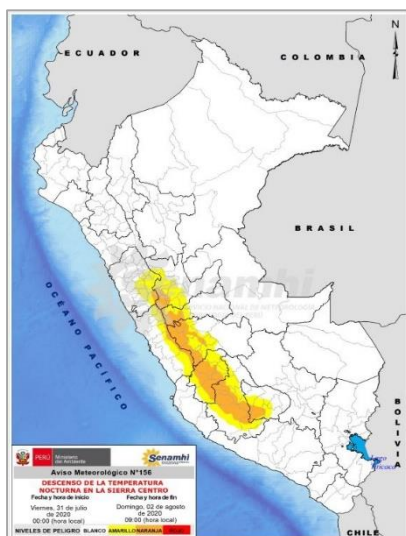 N
ECUADOR
COLOMBIA
BRASIL
Senamhi
OCÉANO PACÍFICO
BOLIVIA
Lago Titicaca
PERÚ Ministerio del Ambiente Senamhi
Aviso Meteorológico N°156
DESCENSO DE LA TEMPERATURA
NOCTURNA EN LA SIERRA CENTRO
Fecha y hora de inicio Fecha y hora de fin
Viernes, 31 de julio Domingo, 02 de agosto
de 2020 de 2020
00:00 (hora local) 09:00 (hora local)
NIVELES DE PELIGRO BLANCO AMARILLO NARANJA ROJO
CHILE